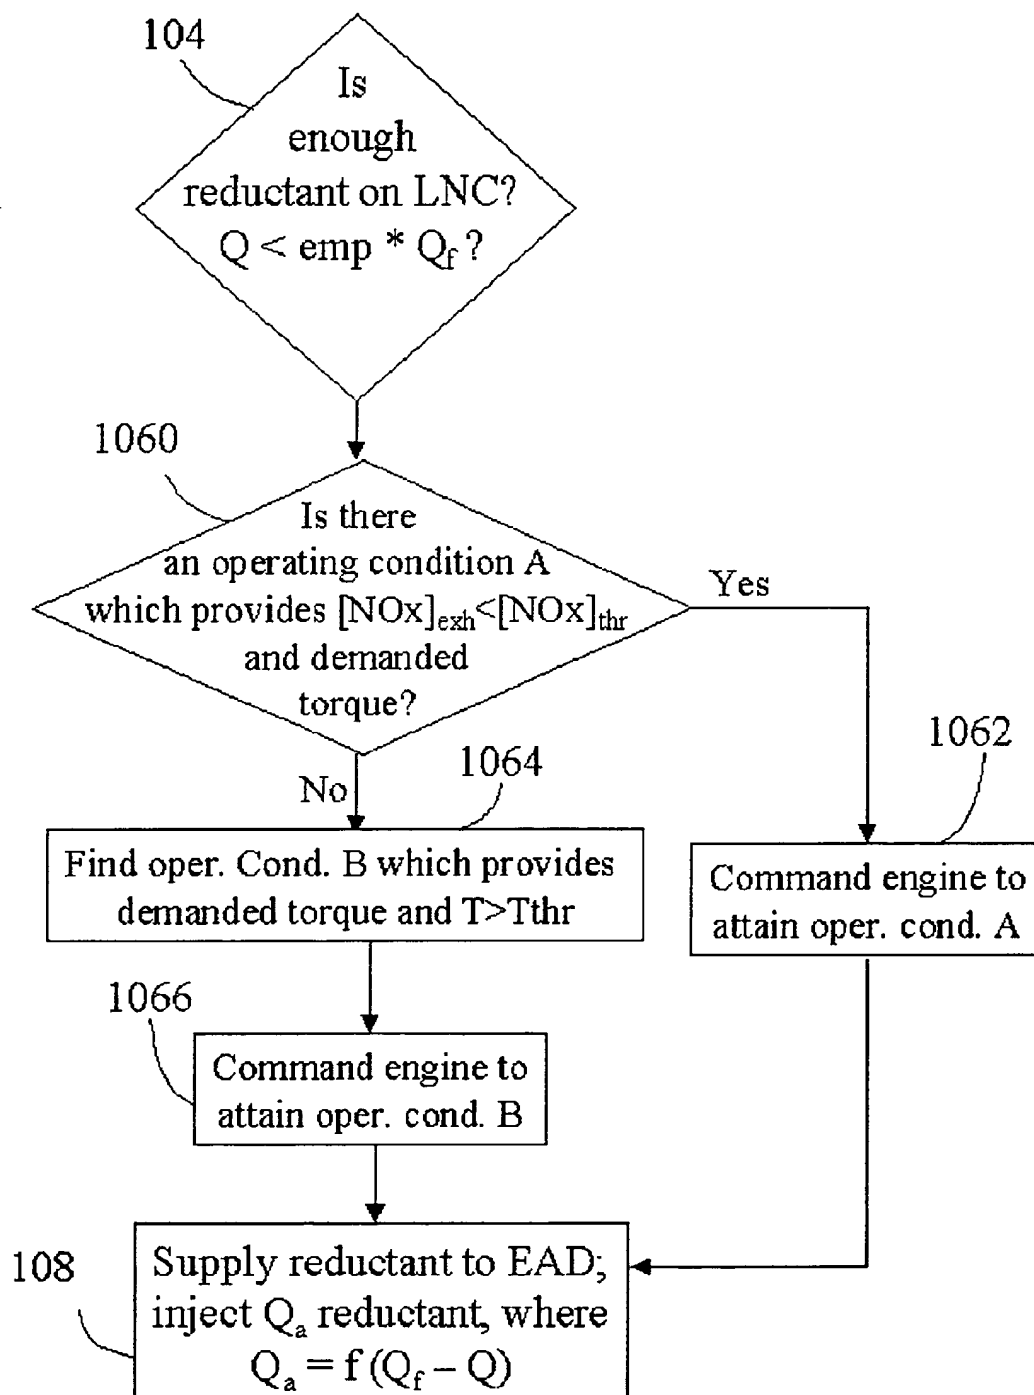 104
Is
enough
reductant on LNC?
Q < emp * Qf ?
1060
Is there
an operating condition A
which provides [NOx]exh<[NOx]thr
and demanded
torque?
Yes
No
1064
1062
Find oper. Cond. B which provides
demanded torque and T>Tthr
Command engine to
attain oper. cond. A
1066
Command engine to
attain oper. cond. B
108
Supply reductant to EAD;
inject Qa reductant, where
Qa = f (Qf – Q)